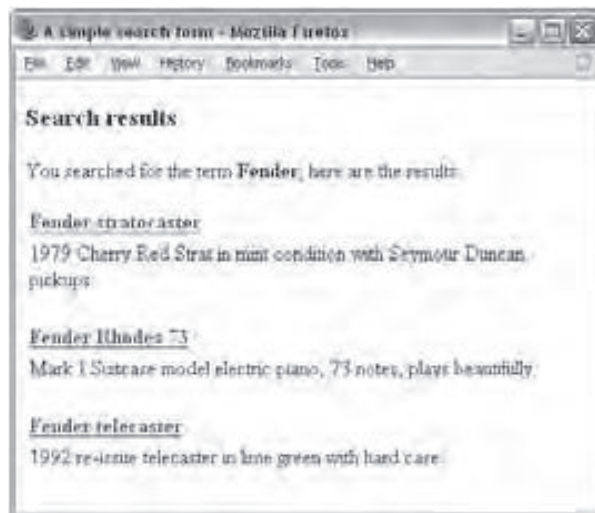 A simple search form - Mozilla Firefox
File Edit View History Bookmarks Tools Help
Search results
You searched for the term Fender, here are the results:
Fender stratocaster
1979 Cherry Red Strat in mint condition with Seymour Duncan
pickups
Fender Rhodes 73
Mark I Suitcase model electric piano, 73 notes, plays beautifully.
Fender telecaster
1992 re-issue telecaster in lime green with hard case